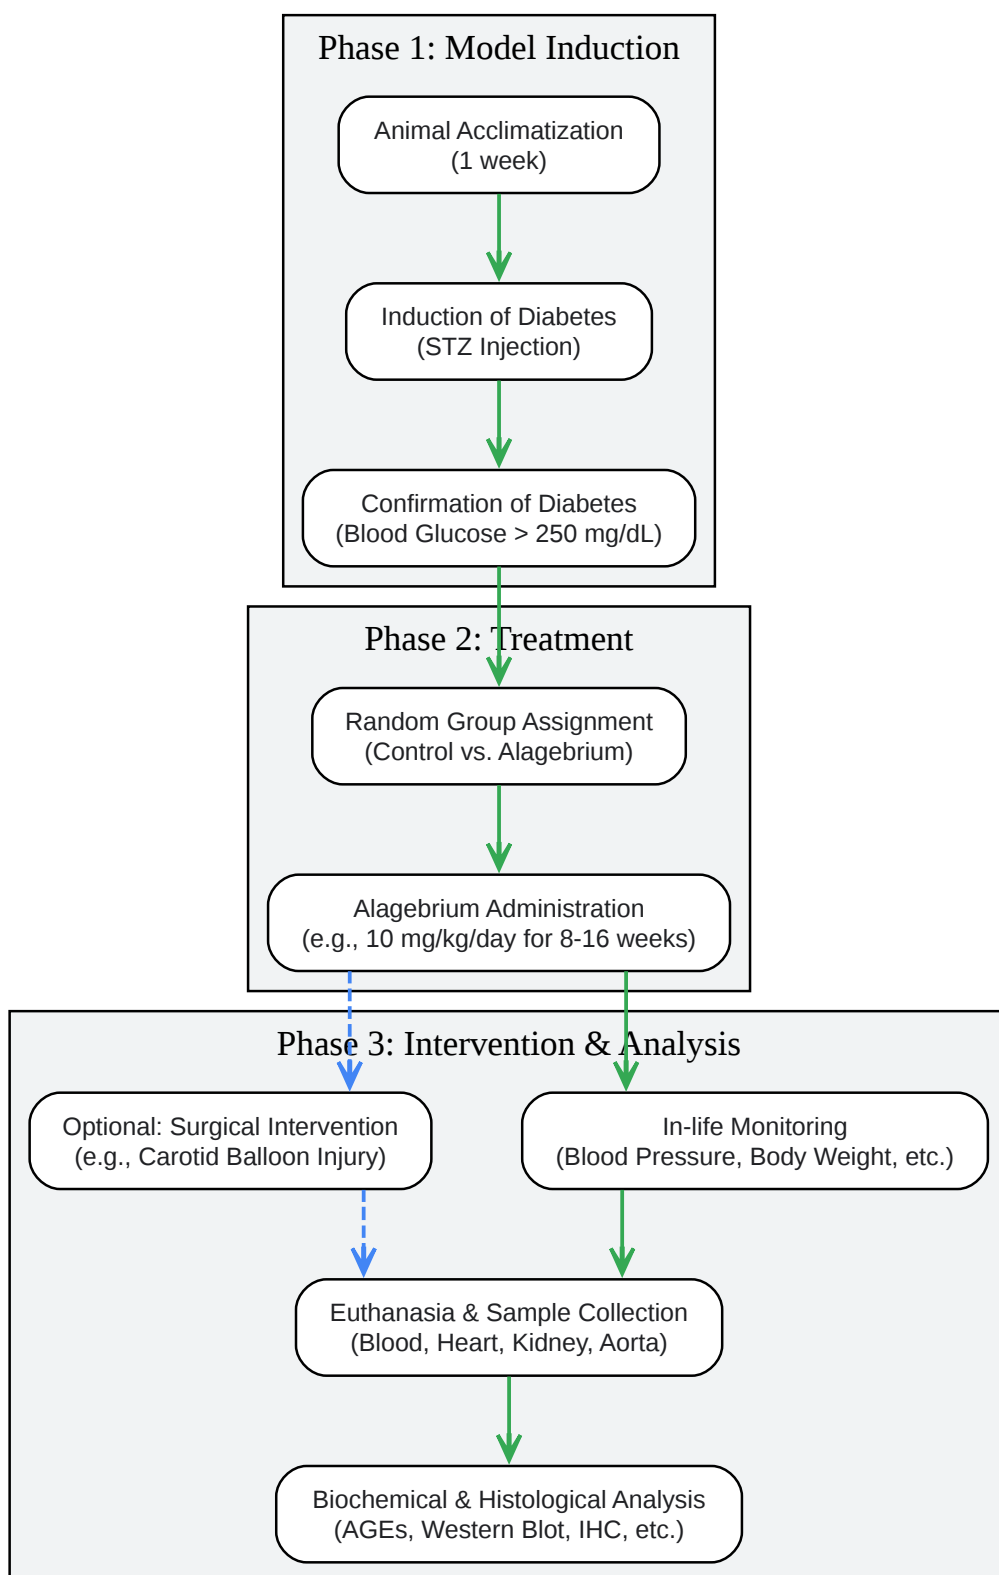 Phase 1: Model Induction
Animal Acclimatization
(1 week)
Induction of Diabetes
(STZ Injection)
Confirmation of Diabetes
(Blood Glucose > 250 mg/dL)
Phase 2: Treatment
Random Group Assignment
(Control vs. Alagebrium)
Alagebrium Administration
(e.g., 10 mg/kg/day for 8-16 weeks)
Phase 3: Intervention & Analysis
Optional: Surgical Intervention
(e.g., Carotid Balloon Injury)
In-life Monitoring
(Blood Pressure, Body Weight, etc.)
Euthanasia & Sample Collection
(Blood, Heart, Kidney, Aorta)
Biochemical & Histological Analysis
(AGEs, Western Blot, IHC, etc.)